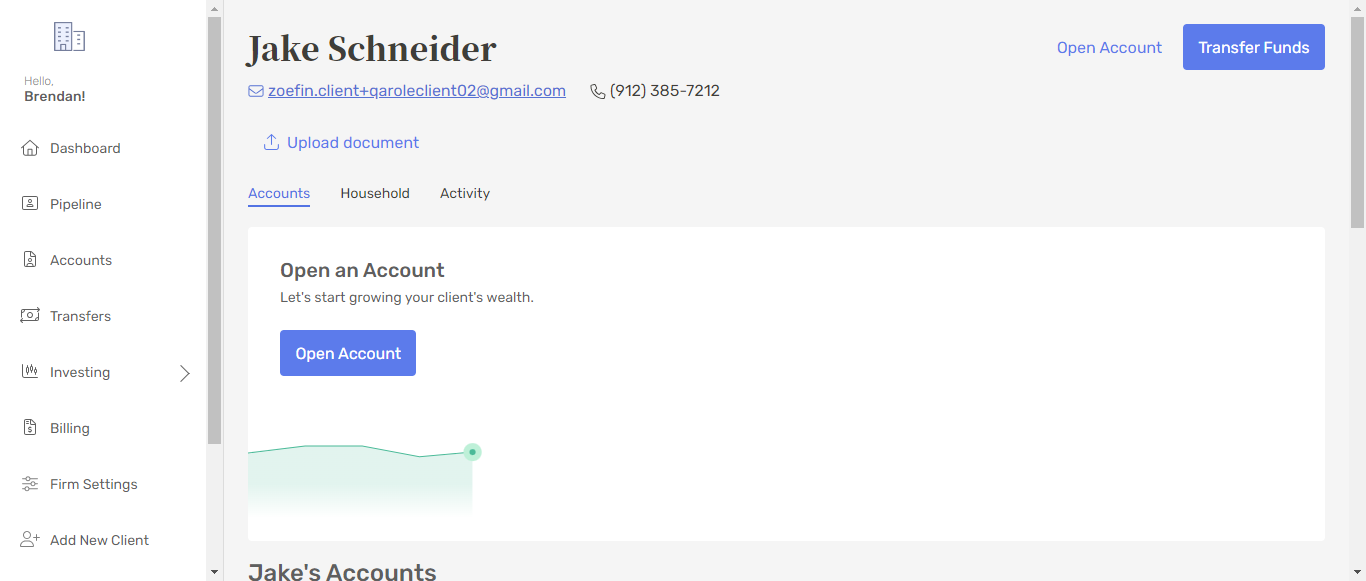 Hello,
Brendan!
Dashboard
Pipeline
Accounts
Transfers
Investing
Billing
Firm Settings
Add New Client
Jake Schneider
Open Account
Transfer Funds
zoefin.client+qaroleclient02@gmail.com (912) 385-7212
Upload document
Accounts Household Activity
Open an Account
Let's start growing your client's wealth.
Open Account
Jake's Accounts